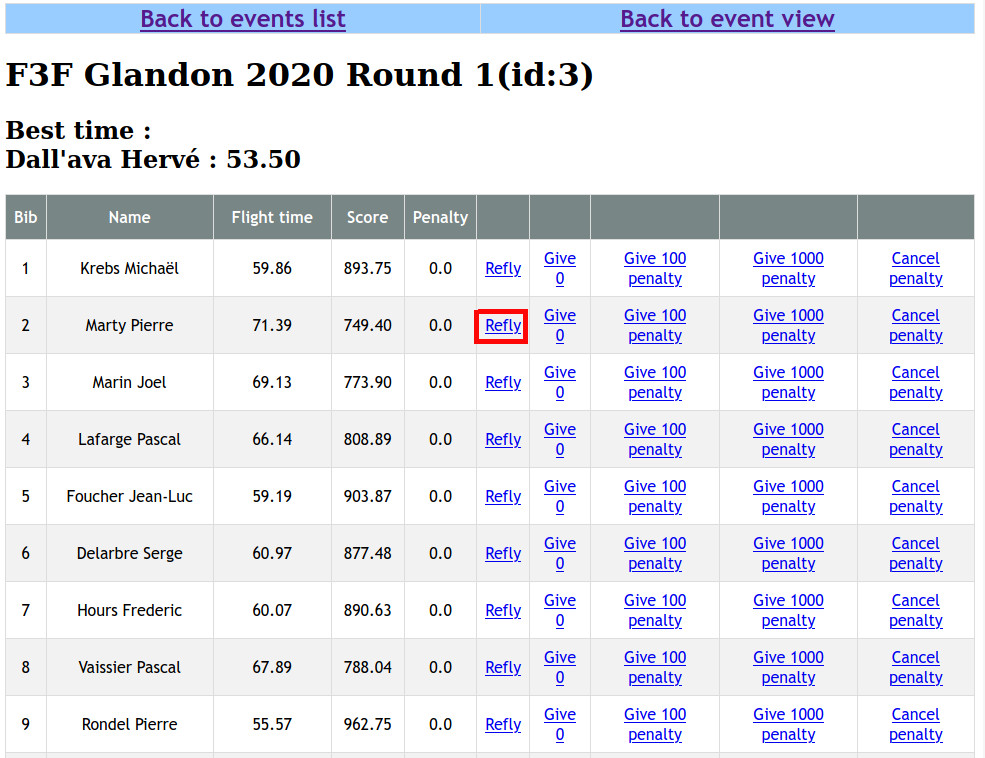 Back to events list Back to event view
F3F Glandon 2020 Round 1(id:3)
Best time :
Dall'ava Hervé : 53.50
Bib Name Flight time Score Penalty
1 Krebs Michaël 59.86 893.75 0.0 Refly Give 0 Give 100 penalty Give 1000 penalty Cancel penalty
2 Marty Pierre 71.39 749.40 0.0 Refly Give 0 Give 100 penalty Give 1000 penalty Cancel penalty
3 Marin Joel 69.13 773.90 0.0 Refly Give 0 Give 100 penalty Give 1000 penalty Cancel penalty
4 Lafarge Pascal 66.14 808.89 0.0 Refly Give 0 Give 100 penalty Give 1000 penalty Cancel penalty
5 Foucher Jean-Luc 59.19 903.87 0.0 Refly Give 0 Give 100 penalty Give 1000 penalty Cancel penalty
6 Delarbre Serge 60.97 877.48 0.0 Refly Give 0 Give 100 penalty Give 1000 penalty Cancel penalty
7 Hours Frederic 60.07 890.63 0.0 Refly Give 0 Give 100 penalty Give 1000 penalty Cancel penalty
8 Vaissier Pascal 67.89 788.04 0.0 Refly Give 0 Give 100 penalty Give 1000 penalty Cancel penalty
9 Rondel Pierre 55.57 962.75 0.0 Refly Give 0 Give 100 penalty Give 1000 penalty Cancel penalty